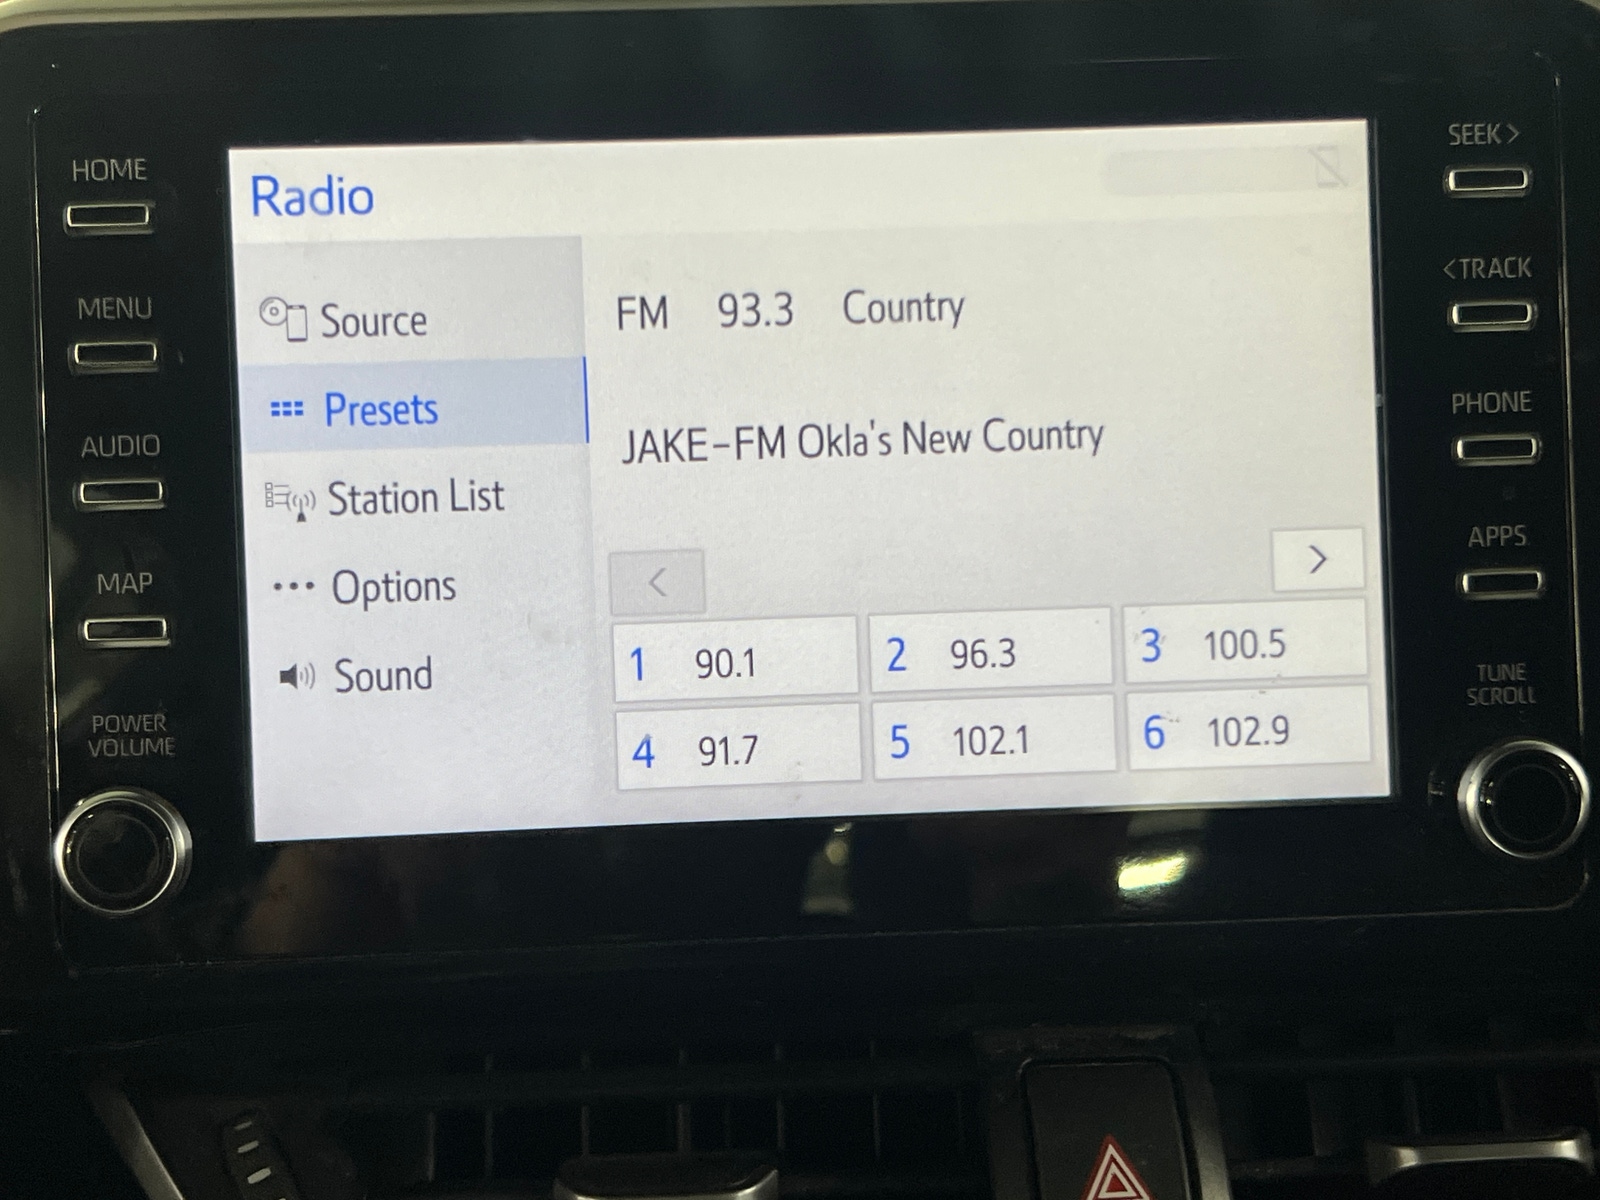 HOME
MENU
AUDIO
MAP
POWER
VOLUME
Radio
Source
Presets
Station List
Options
Sound
FM 93.3 Country
JAKE-FM Okla's New Country
<
>
1 90.1
2 96.3
3 100.5
4 91.7
5 102.1
6 102.9
SEEK >
< TRACK
PHONE
APPS
TUNE
SCROLL